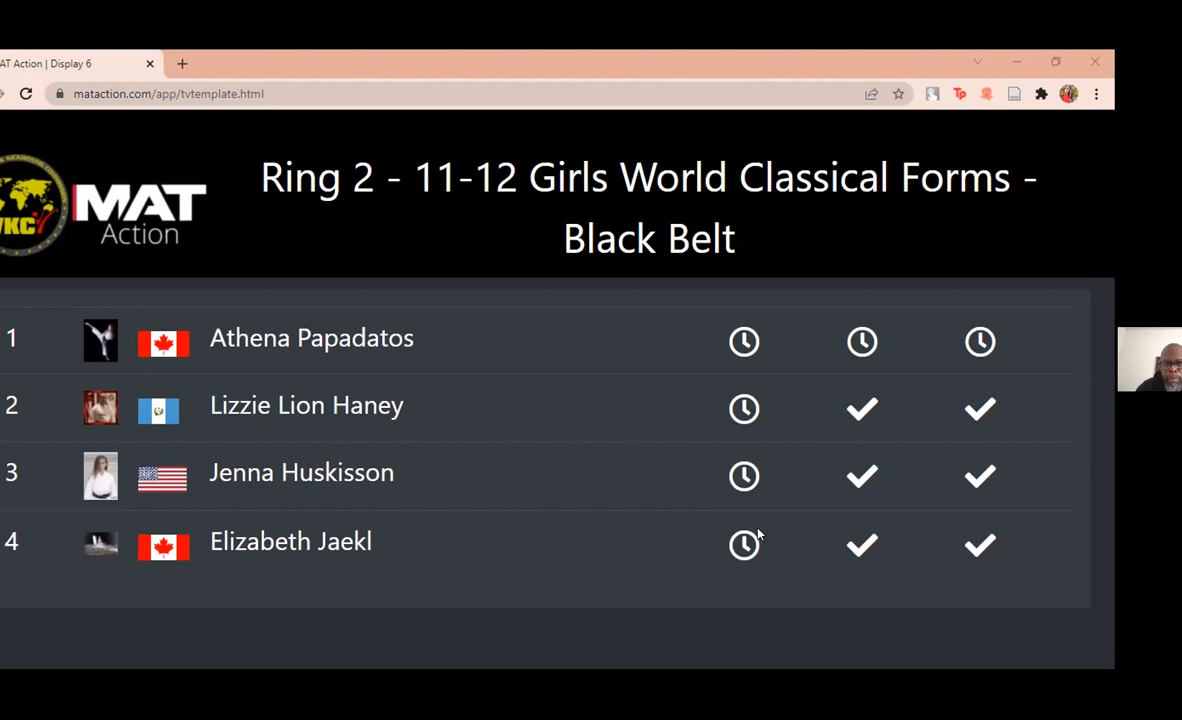 AT Action | Display 6
mataction.com/app/tvtemplate.html
Tp
Ring 2 - 11-12 Girls World Classical Forms -
Black Belt
MAT
Action
1 Athena Papadatos
2 Lizzie Lion Haney
3 Jenna Huskisson
4 Elizabeth Jaekl